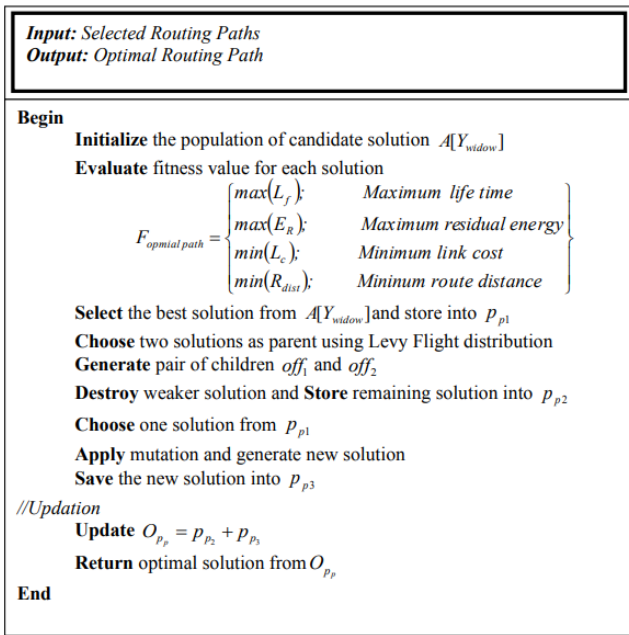 Input: Selected Routing Paths
Output: Optimal Routing Path
Begin
Initialize the population of candidate solution A[Y_widow]
Evaluate fitness value for each solution
F_opmial path = { max(L_f); Maximum life time
max(E_R); Maximum residual energy
min(L_c); Minimum link cost
min(R_dist); Mininum route distance }
Select the best solution from A[Y_widow] and store into p_p1
Choose two solutions as parent using Levy Flight distribution
Generate pair of children off_1 and off_2
Destroy weaker solution and Store remaining solution into p_p2
Choose one solution from p_p1
Apply mutation and generate new solution
Save the new solution into p_p3
//Updation
Update O_p_p = p_p_2 + p_p_3
Return optimal solution from O_p_p
End